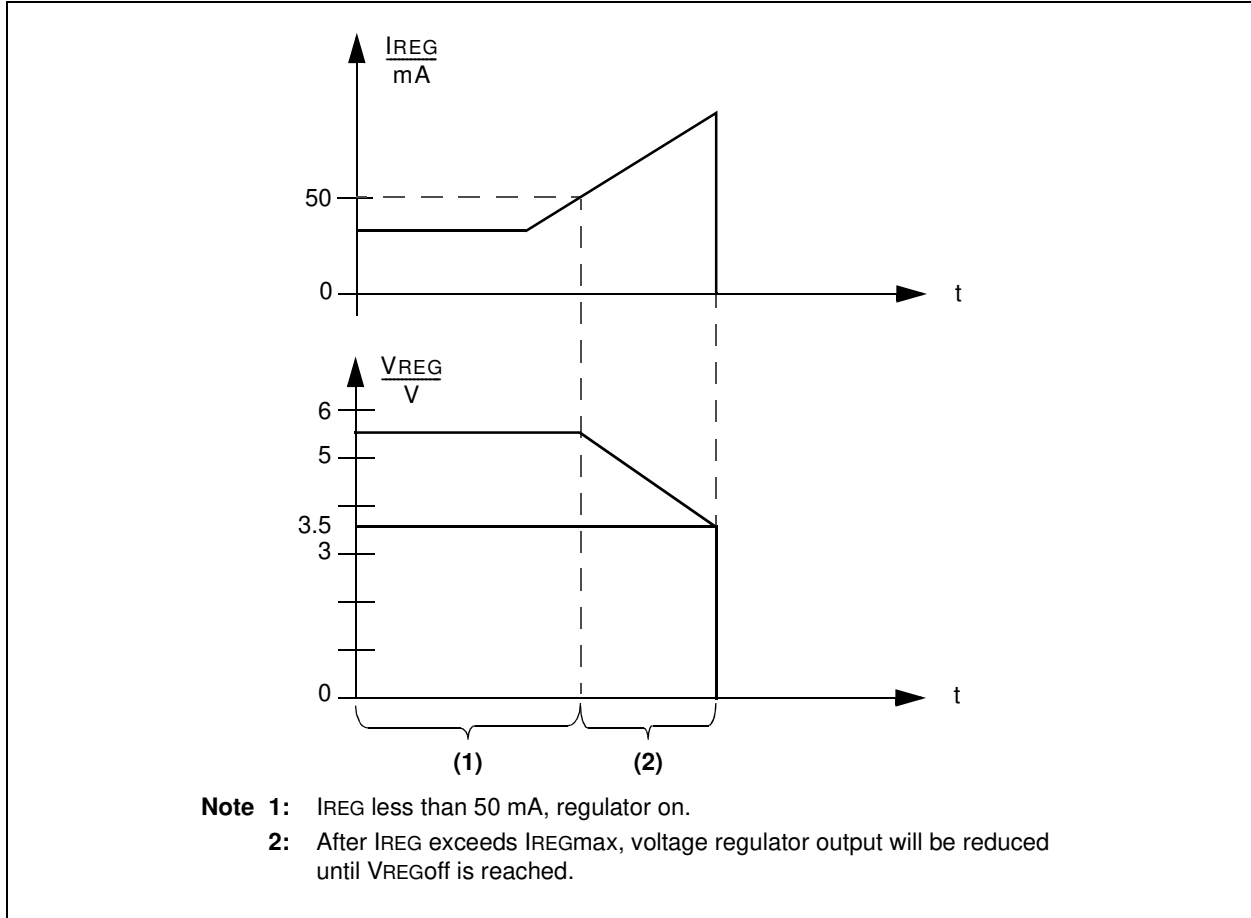 IREG
mA
50
0
t
VREG
V
6
5
3.5
3
0
t
(1) (2)
Note 1: IREG less than 50 mA, regulator on.
2: After IREG exceeds IREGmax, voltage regulator output will be reduced
until VREGoff is reached.